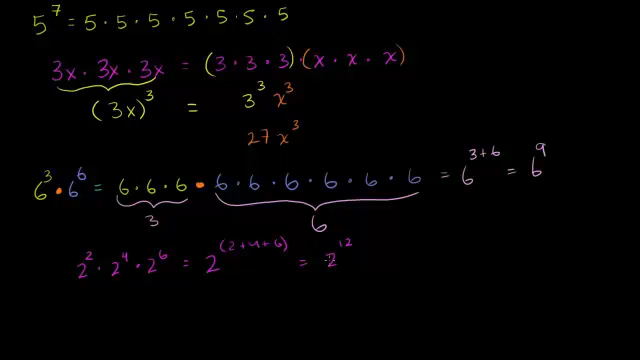 5^7 = 5 · 5 · 5 · 5 · 5 · 5 · 5
3x · 3x · 3x = (3 · 3 · 3) · (x · x · x)
(3x)^3 = 3^3 x^3
27x^3
6^3 · 6^6 = 6 · 6 · 6 · 6 · 6 · 6 · 6 · 6 · 6 = 6^{3+6} = 6^9
3 6
2^2 · 2^4 · 2^6 = 2^{(2+4+6)} = 2^{12}